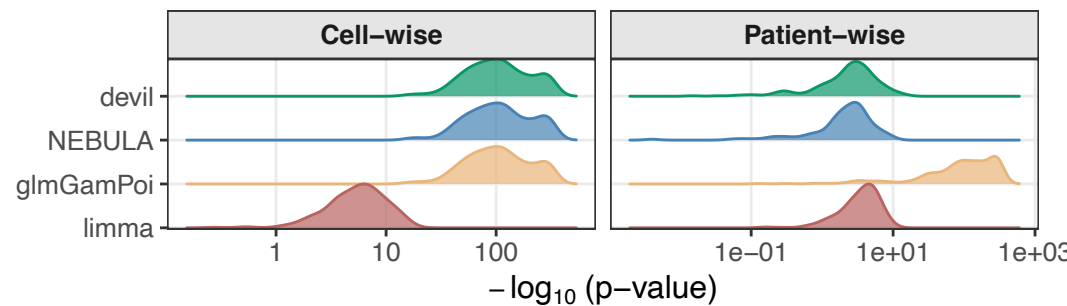 Cell−wise
Patient−wise
devil
NEBULA
glmGamPoi
limma
1 10 100
1e−01 1e+01 1e+03
−log₁₀ (p−value)